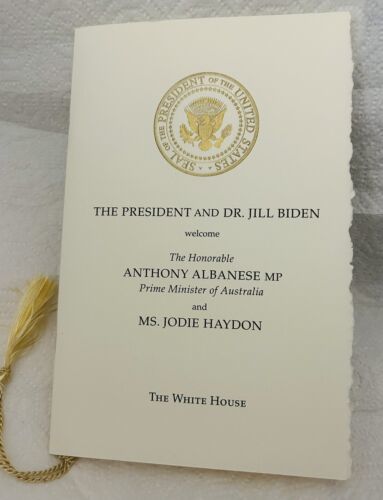 SEAL OF THE PRESIDENT OF THE UNITED STATES
THE PRESIDENT AND DR. JILL BIDEN
welcome
The Honorable
ANTHONY ALBANESE MP
Prime Minister of Australia
and
MS. JODIE HAYDON
THE WHITE HOUSE